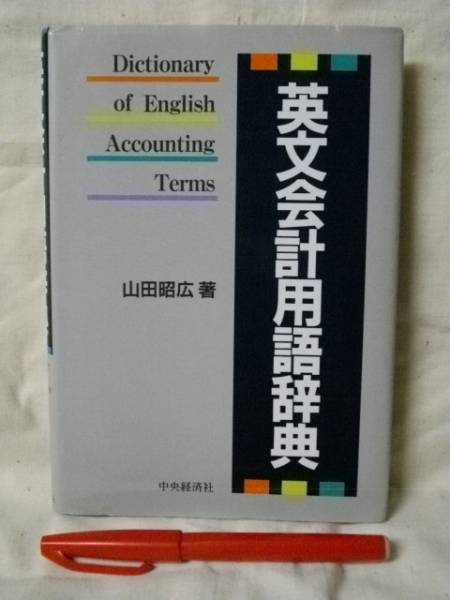 Dictionary
of English
Accounting
Terms
英文会計用語辞典
山田昭広 著
中央経済社